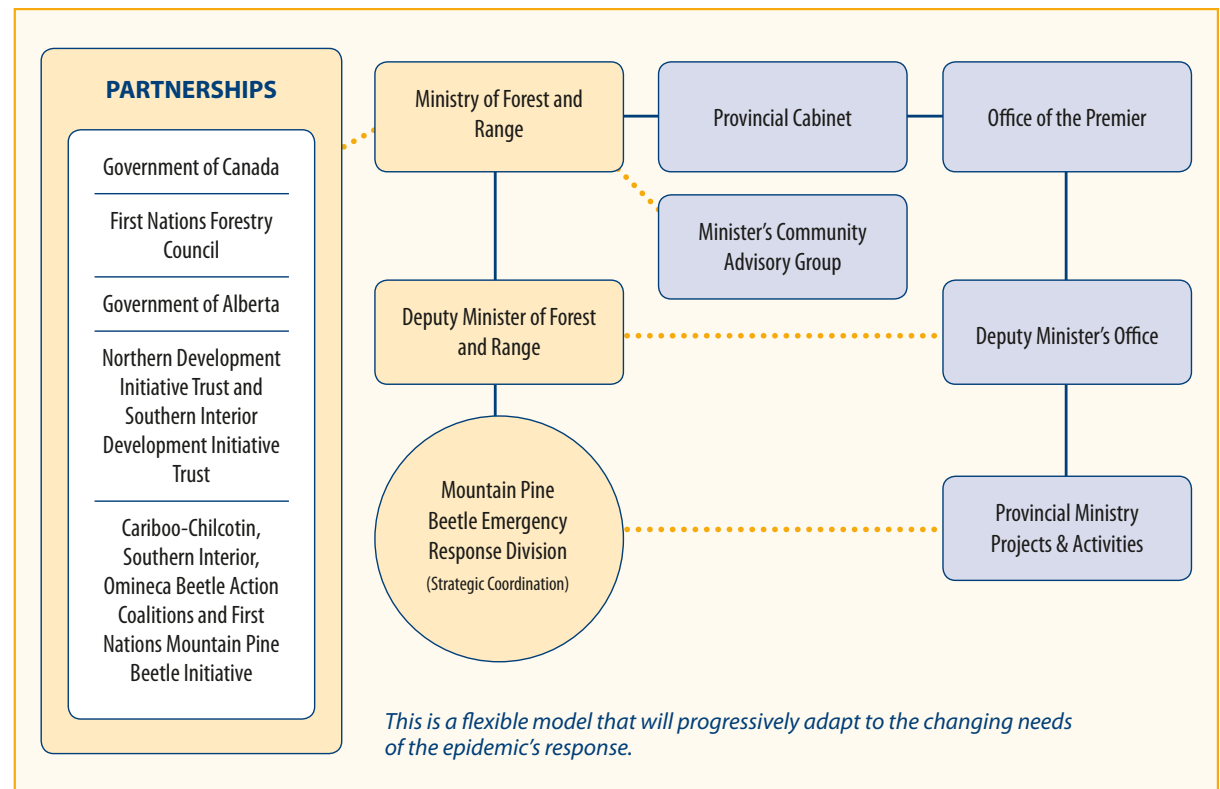 PARTNERSHIPS
Government of Canada
First Nations Forestry
Council
Government of Alberta
Northern Development
Initiative Trust and
Southern Interior
Development Initiative
Trust
Cariboo-Chilcotin,
Southern Interior,
Omineca Beetle Action
Coalitions and First
Nations Mountain Pine
Beetle Initiative
Ministry of Forest and
Range
Provincial Cabinet
Office of the Premier
Minister's Community
Advisory Group
Deputy Minister of Forest
and Range
Deputy Minister's Office
Mountain Pine
Beetle Emergency
Response Division
(Strategic Coordination)
Provincial Ministry
Projects & Activities
This is a flexible model that will progressively adapt to the changing needs
of the epidemic's response.